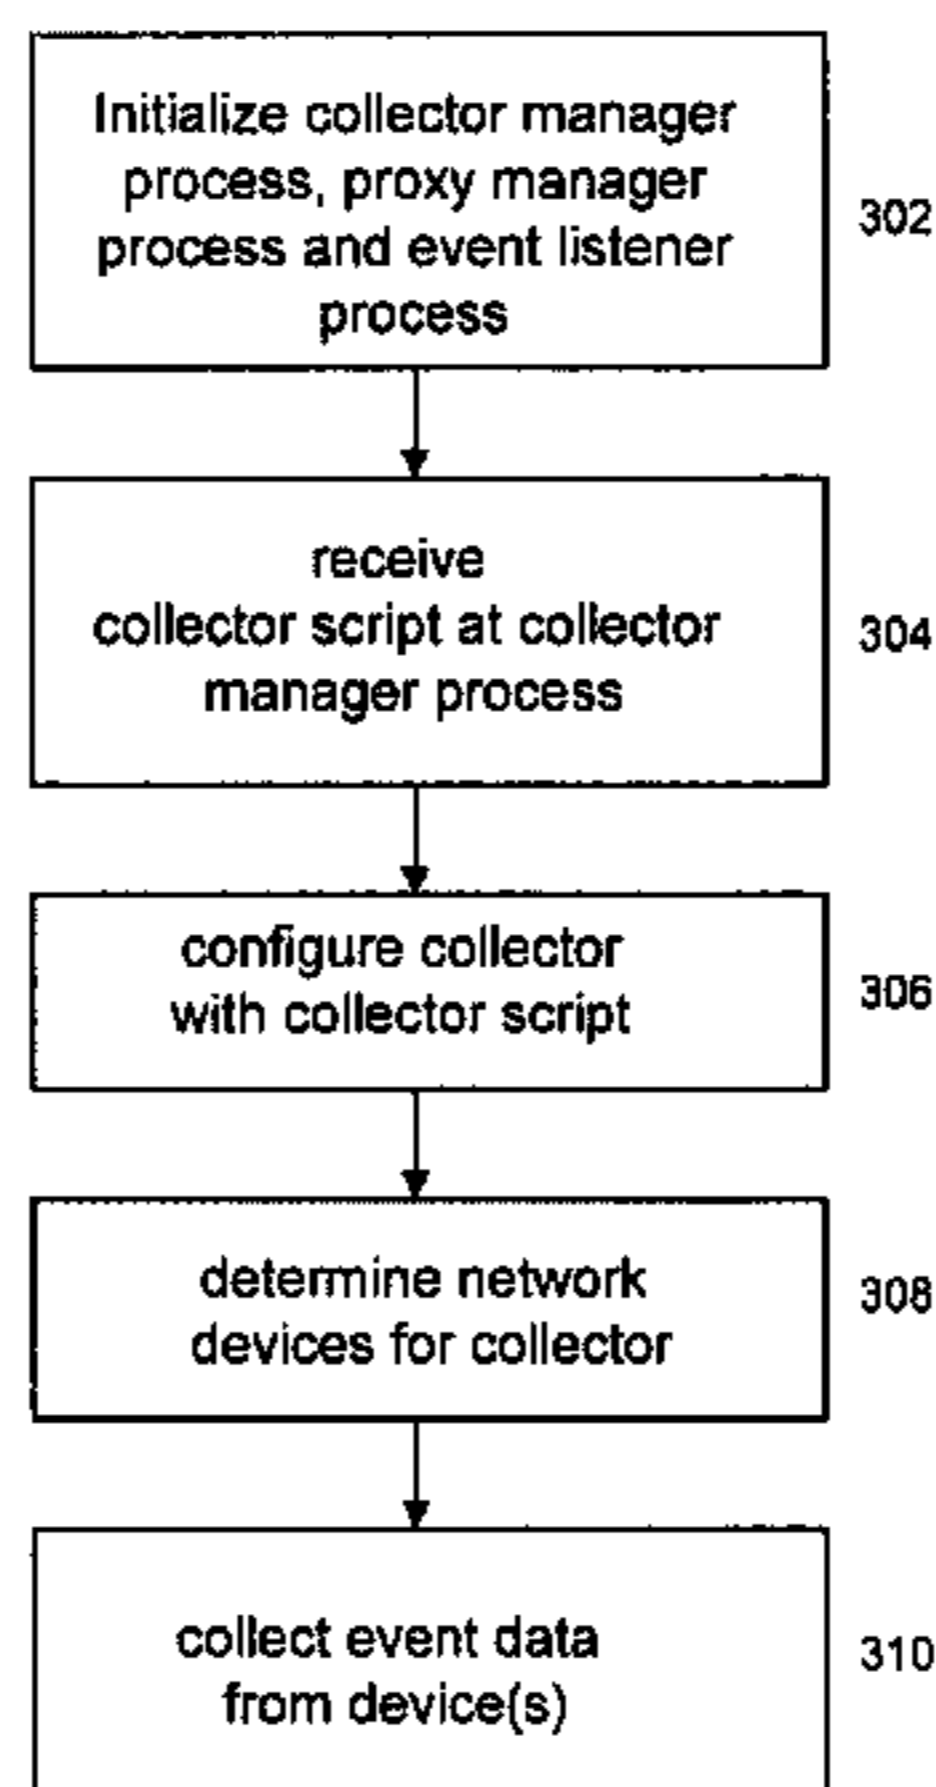 Initialize collector manager
process, proxy manager
process and event listener
process
302
receive
collector script at collector
manager process
304
configure collector
with collector script
306
determine network
devices for collector
308
collect event data
from device(s)
310